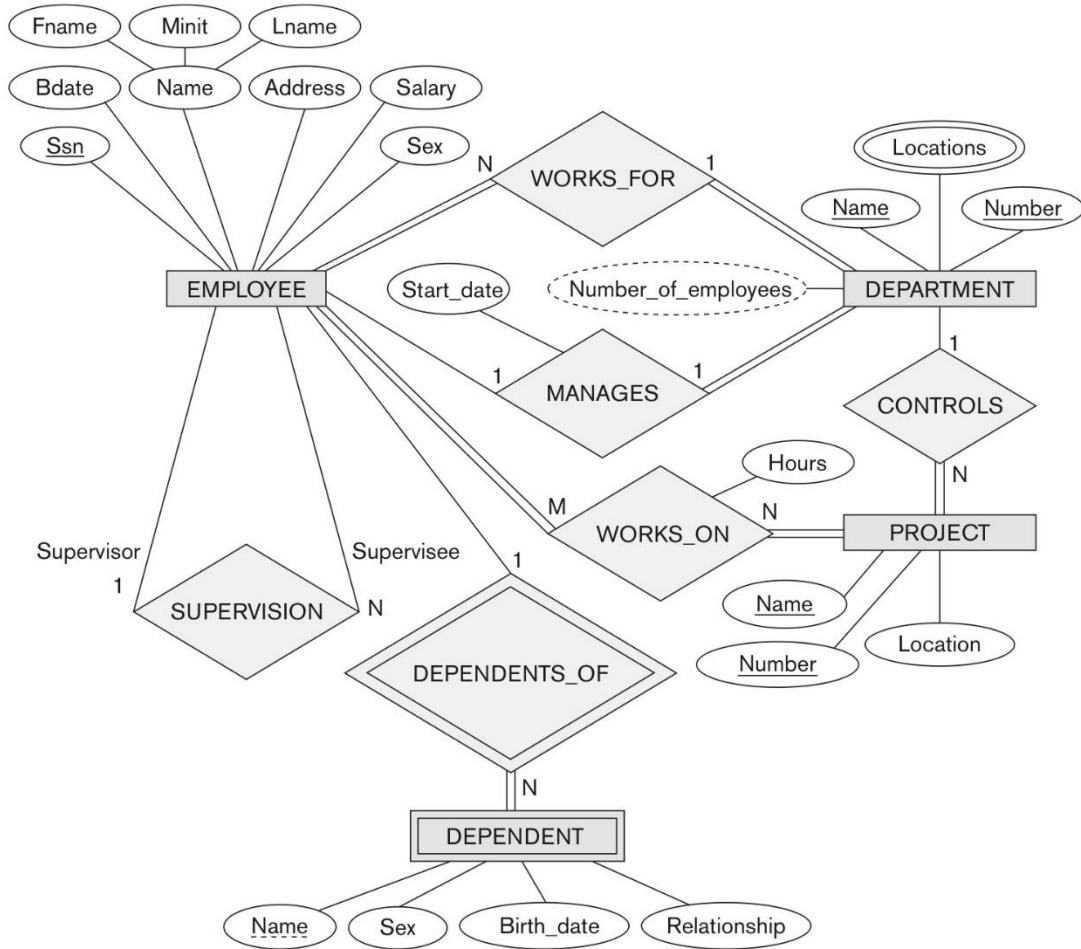 Fname Minit Lname
Bdate Name Address Salary
Ssn Sex
N WORKS_FOR 1
Locations
Name Number
EMPLOYEE Start_date Number_of_employees DEPARTMENT
1 MANAGES 1
1
CONTROLS
N
Hours
M WORKS_ON N PROJECT
Supervisor Supervisee
1 SUPERVISION N
1
Name
Number Location
DEPENDENTS_OF
N
DEPENDENT
Name Sex Birth_date Relationship